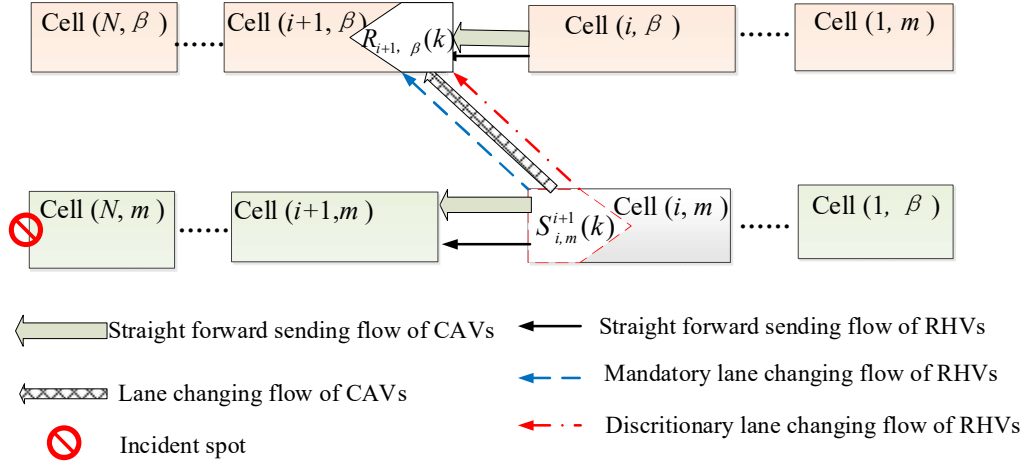 Cell (N, β) Cell (i+1, β) Cell (i, β) Cell (1, m)
R_{i+1, β}(k)
Cell (N, m) Cell (i+1,m) Cell (i, m) Cell (1, β)
S_{i,m}^{i+1}(k)
Straight forward sending flow of CAVs Straight forward sending flow of RHVs
Lane changing flow of CAVs Mandatory lane changing flow of RHVs
Incident spot Discritionary lane changing flow of RHVs